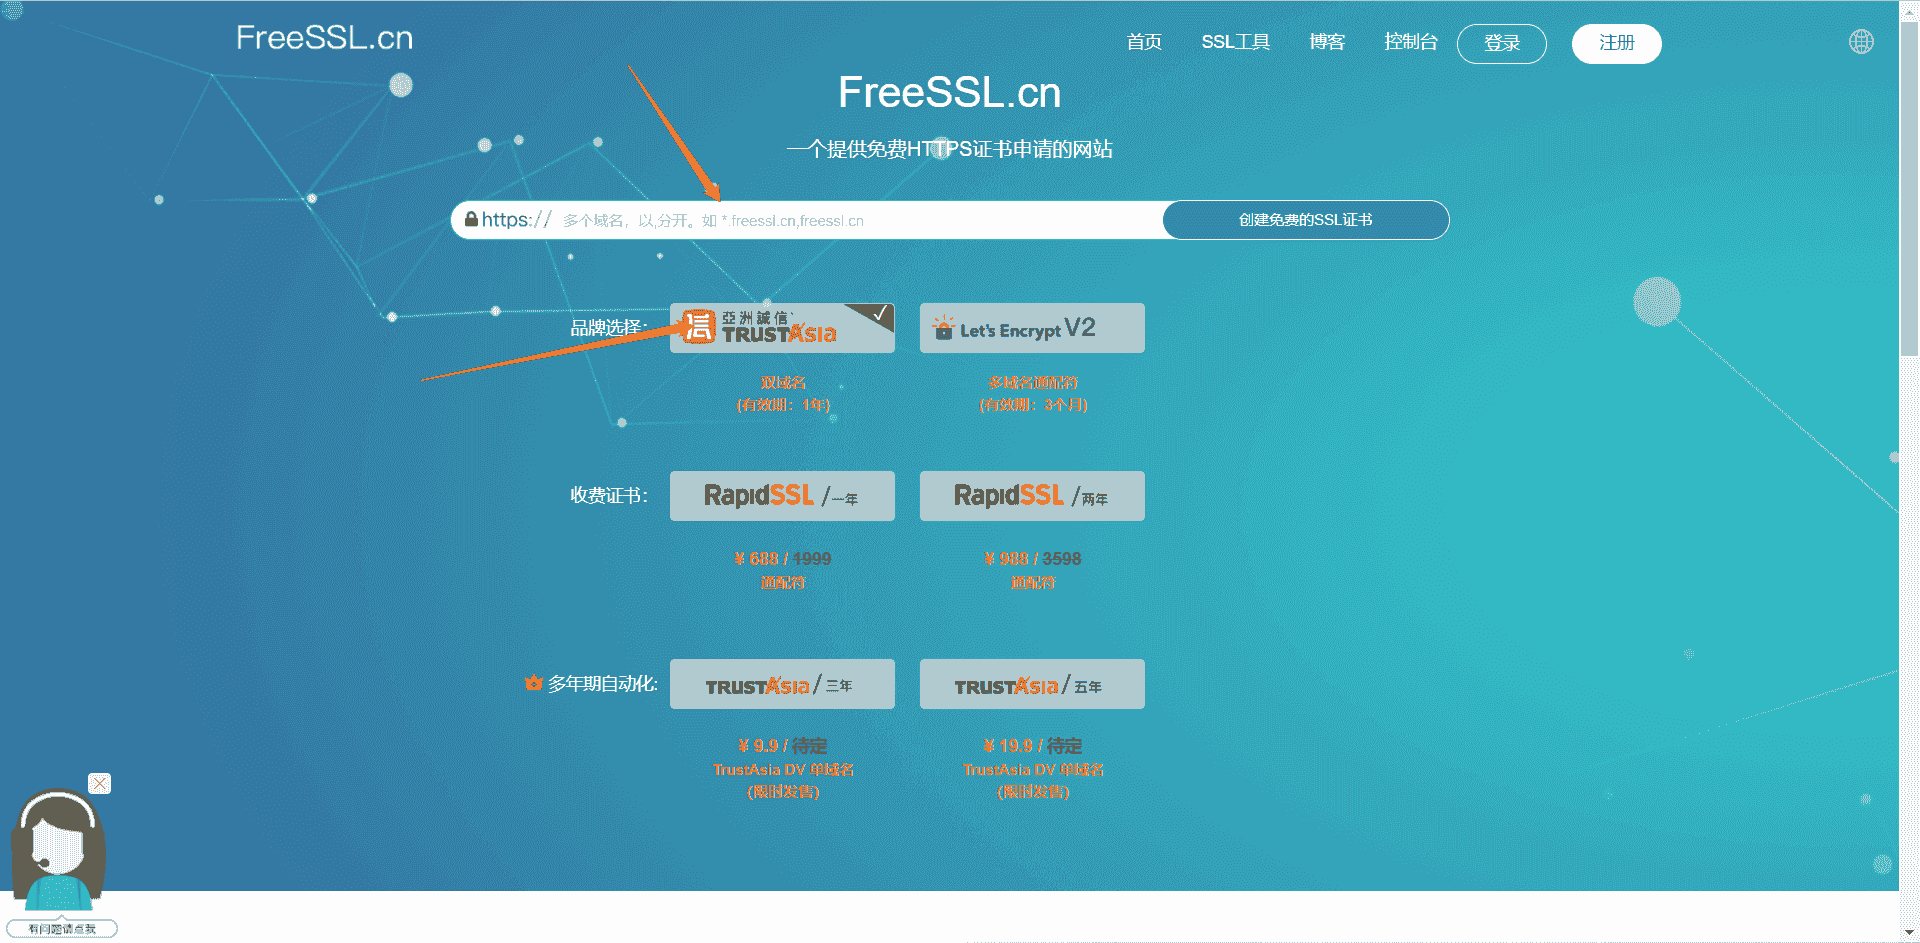 FreeSSL.cn
首页 SSL工具 博客 控制台 登录 注册
FreeSSL.cn
一个提供免费HTTPS证书申请的网站
https:// 多个域名，以,分开。如 *.freessl.cn,freessl.cn 创建免费的SSL证书
品牌选择: 亞洲誠信 TRUSTAsia Let's Encrypt V2
双域名 多域名通配符
(有效期：1年) (有效期：3个月)
收费证书: RapidSSL /一年 RapidSSL /两年
¥ 688 / 1999 ¥ 988 / 3598
通配符 通配符
多年期自动化: TRUSTAsia / 三年 TRUSTAsia / 五年
¥ 9.9 / 待定 ¥ 19.9 / 待定
TrustAsia DV 单域名 TrustAsia DV 单域名
(限时发售) (限时发售)
有问题请点我